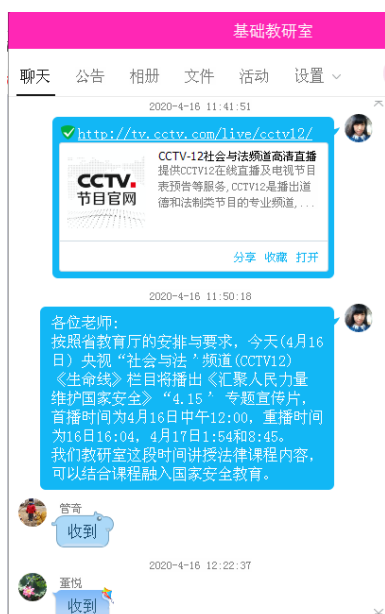 基础教研室
聊天 公告 相册 文件 活动 设置
2020-4-16 11:41:51
http://tv.cctv.com/live/cctv12/
CCTV-12社会与法频道高清直播
提供CCTV12在线直播及电视节目
表预告等服务,CCTV12是播出道
德和法制类节目的专业频道,...
CCTV.
节目官网
分享 收藏 打开
2020-4-16 11:50:18
各位老师:
按照省教育厅的安排与要求，今天(4月16
日) 央视“社会与法’频道(CCTV12)
《生命线》栏目将播出《汇聚人民力量
维护国家安全》“4.15 ’ 专题宣传片，
首播时间为4月16日中午12:00，重播时间
为16日16:04，4月17日1:54和8:45。
我们教研室这段时间讲授法律课程内容，
可以结合课程融入国家安全教育。
管奇
收到
2020-4-16 12:22:37
董悦
收到